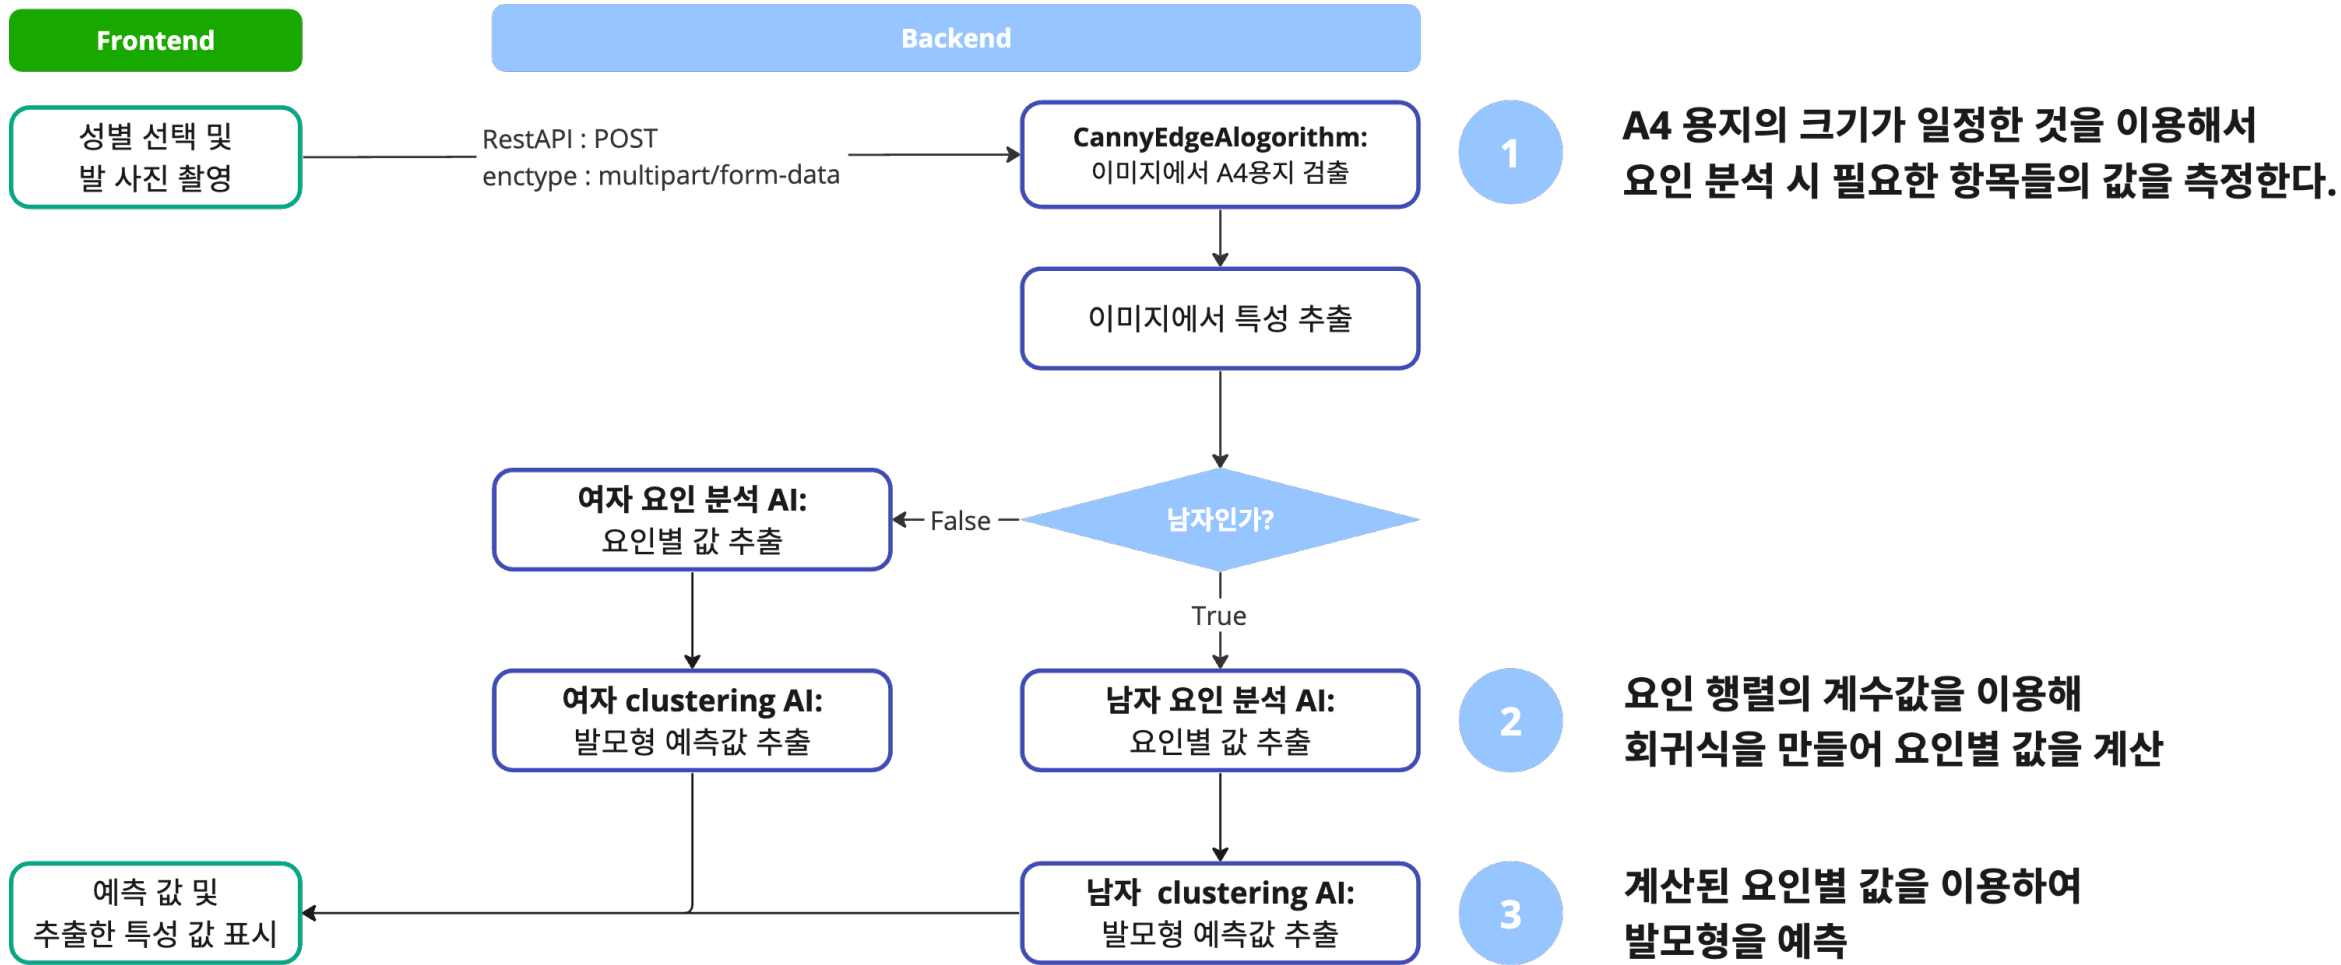 Frontend
Backend
성별 선택 및
발 사진 촬영
RestAPI : POST
enctype : multipart/form-data
CannyEdgeAlogorithm:
이미지에서 A4용지 검출
1
A4 용지의 크기가 일정한 것을 이용해서
요인 분석 시 필요한 항목들의 값을 측정한다.
이미지에서 특성 추출
여자 요인 분석 AI:
요인별 값 추출
False
남자인가?
True
여자 clustering AI:
발모형 예측값 추출
남자 요인 분석 AI:
요인별 값 추출
2
요인 행렬의 계수값을 이용해
회귀식을 만들어 요인별 값을 계산
예측 값 및
추출한 특성 값 표시
남자 clustering AI:
발모형 예측값 추출
3
계산된 요인별 값을 이용하여
발모형을 예측